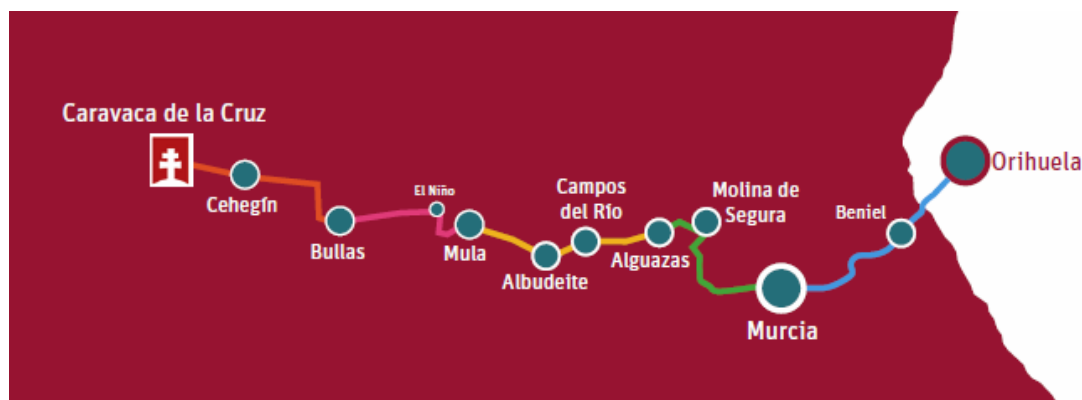 Caravaca de la Cruz
Cehegín
Bullas
El Niño
Mula
Albudeite
Campos
del Río
Alguazas
Molina de
Segura
Murcia
Beniel
Orihuela